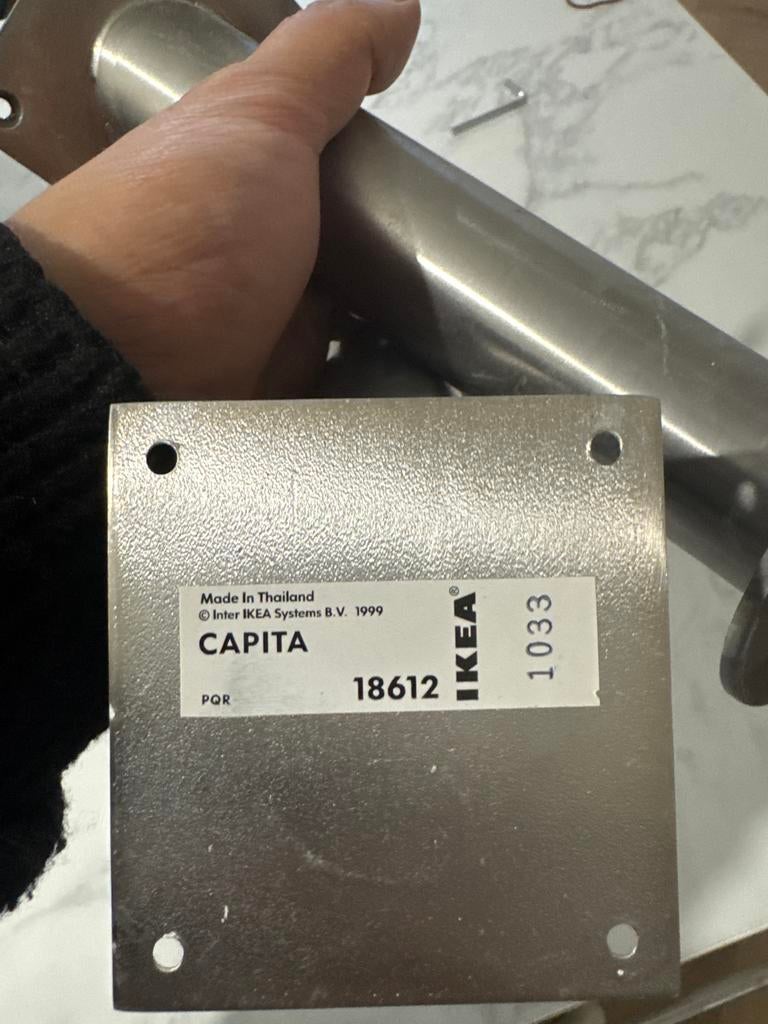 Made In Thailand
© Inter IKEA Systems B.V. 1999
CAPITA
PQR
18612
IKEA®
1033